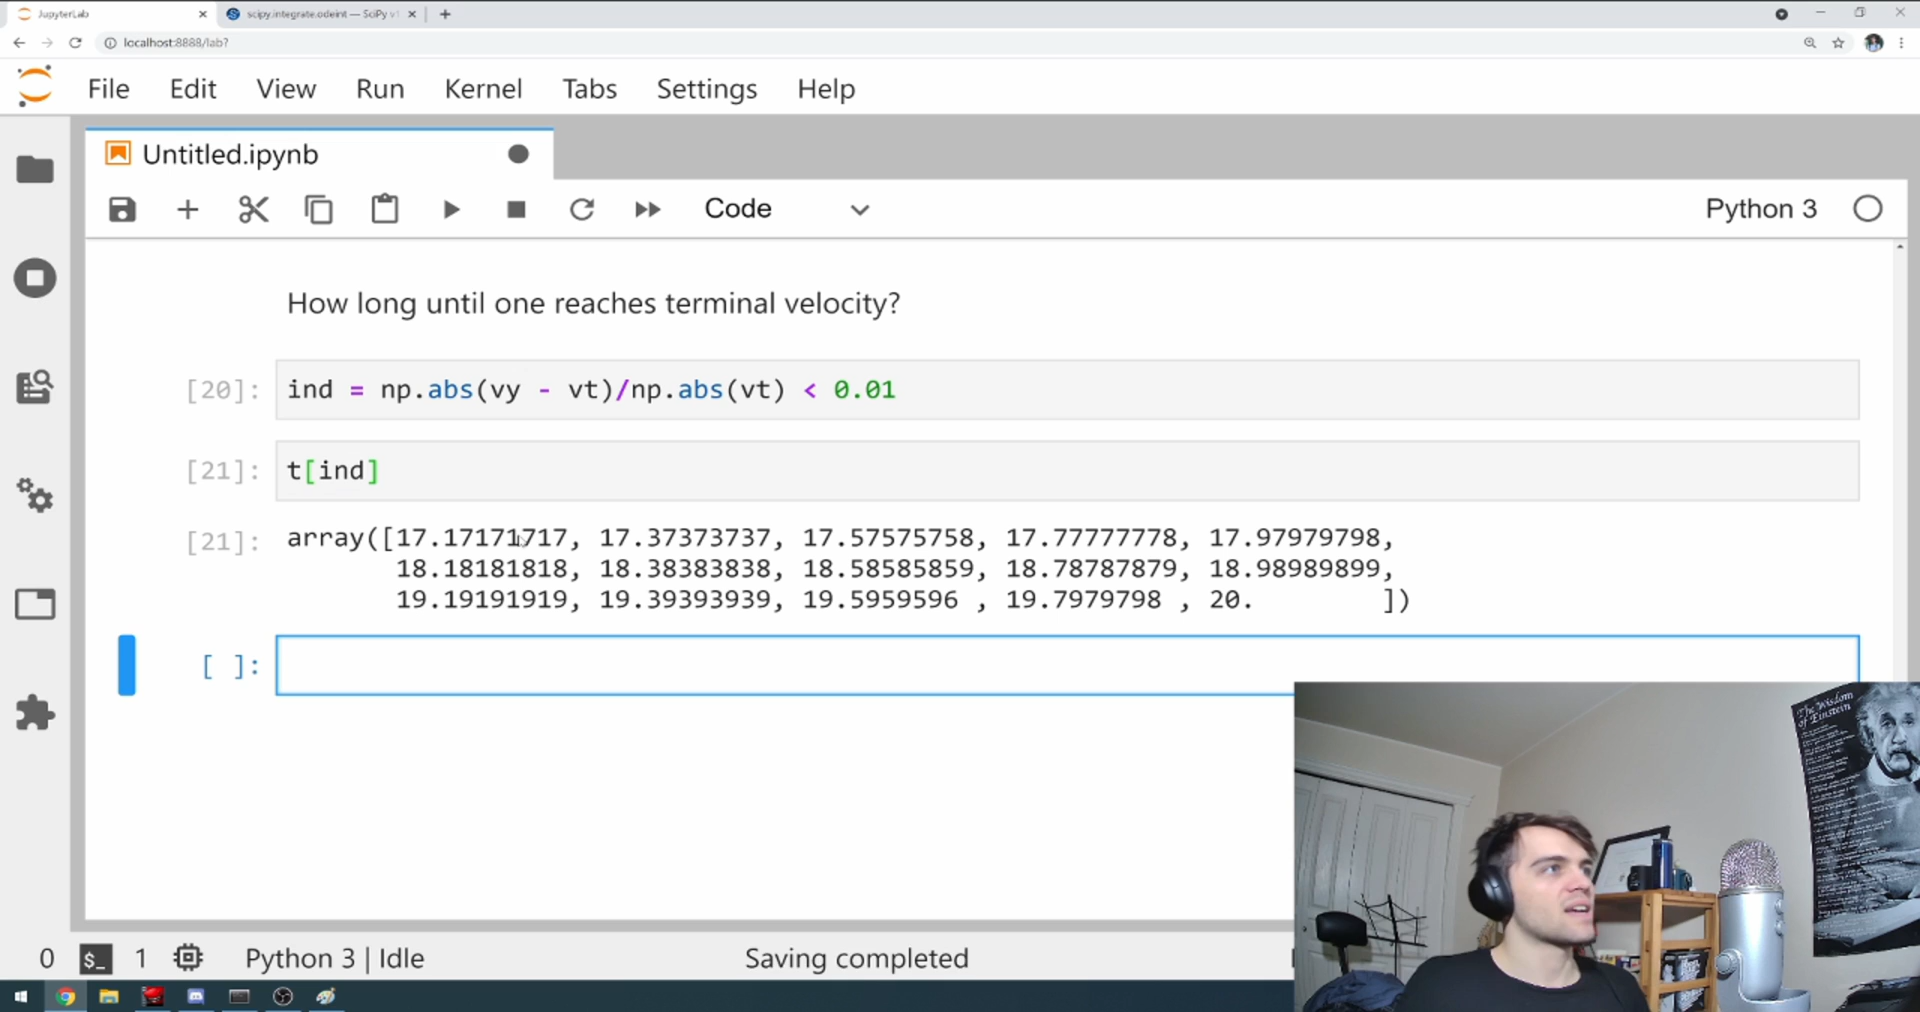 JupyterLab
scipy.integrate.odeint — SciPy v1
localhost:8888/lab?
File Edit View Run Kernel Tabs Settings Help
Untitled.ipynb
Code
Python 3
How long until one reaches terminal velocity?
[20]: ind = np.abs(vy - vt)/np.abs(vt) < 0.01
[21]: t[ind]
[21]: array([17.17171717, 17.37373737, 17.57575758, 17.77777778, 17.97979798,
18.18181818, 18.38383838, 18.58585859, 18.78787879, 18.98989899,
19.19191919, 19.39393939, 19.5959596 , 19.7979798 , 20. ])
[ ]:
The Wisdom
of Einstein
0 $_ 1 Python 3 | Idle Saving completed